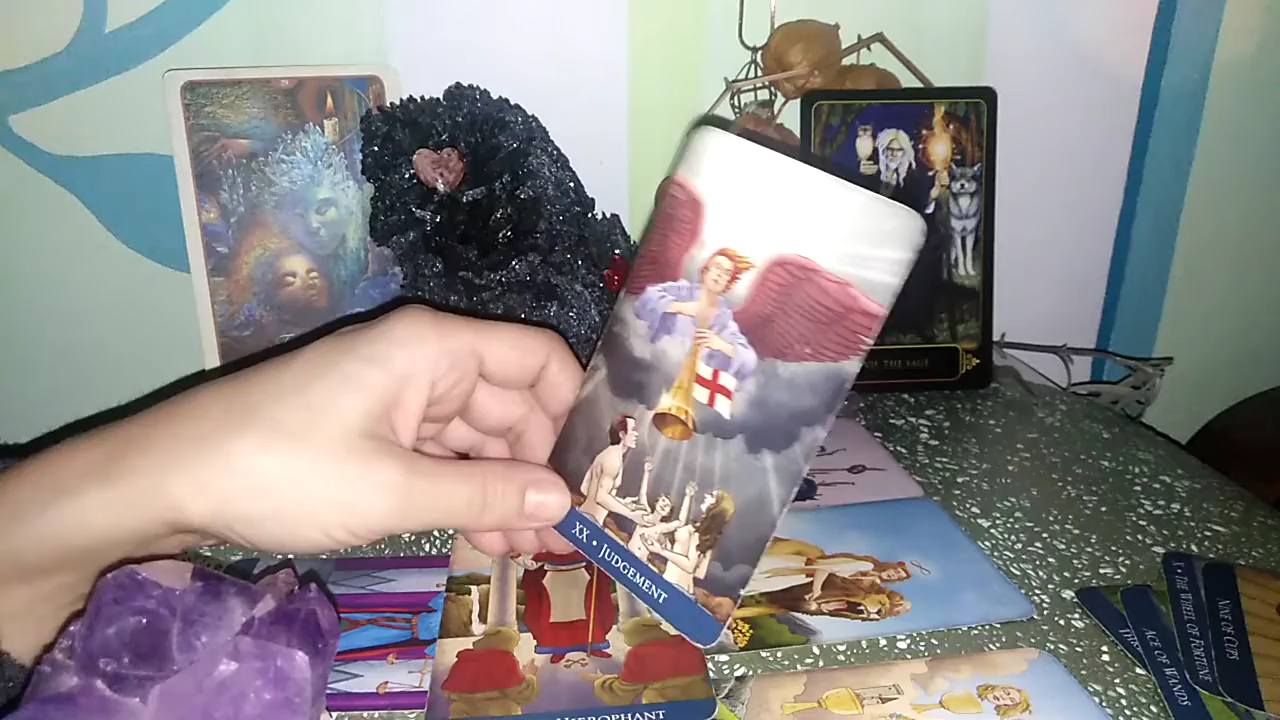 THE SAGE
XX • JUDGEMENT
HIEROPHANT
ACE OF WANDS
X • THE WHEEL OF FORTUNE
NINE OF CUPS